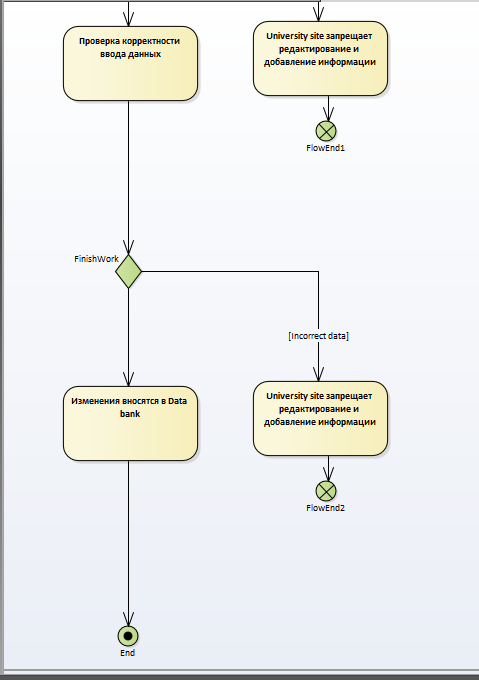 Проверка корректности
ввода данных
University site запрещает
редактирование и
добавление информации
FlowEnd1
FinishWork
[Incorrect data]
Изменения вносятся в Data
bank
University site запрещает
редактирование и
добавление информации
FlowEnd2
End